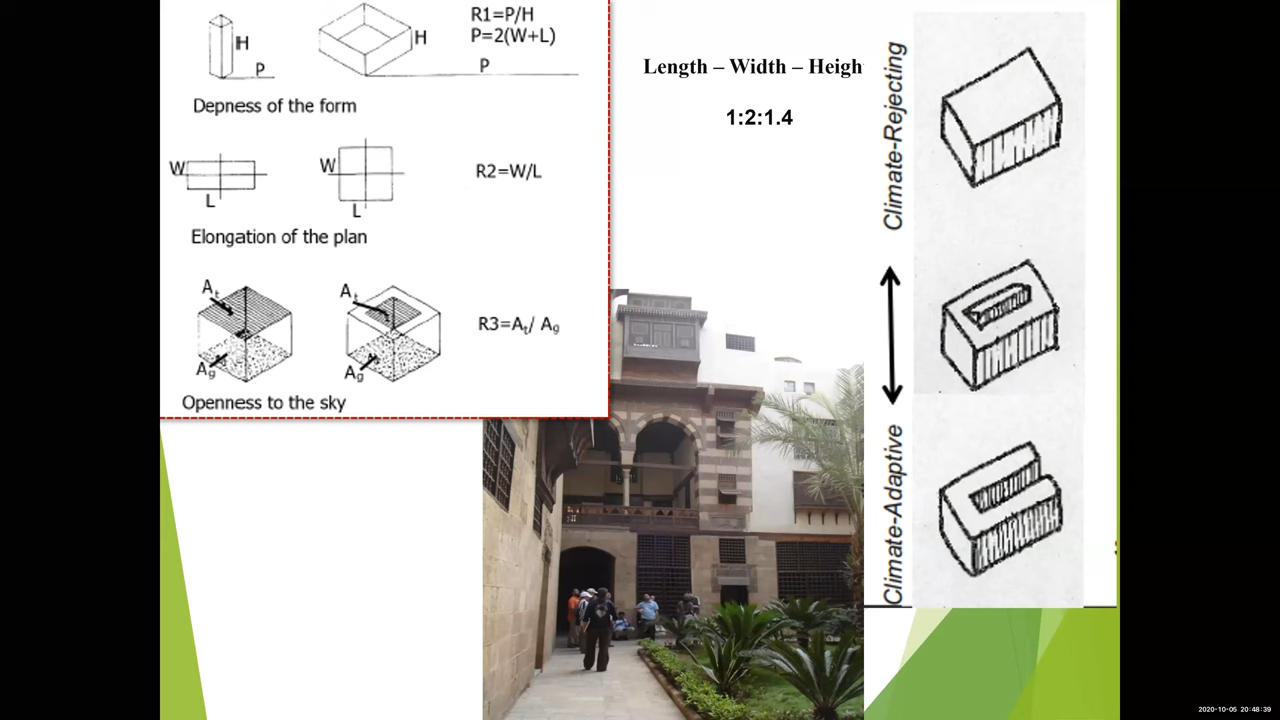 R1=P/H
P=2(W+L)
H
P
H
P
Depness of the form
W
L
W
L
R2=W/L
Elongation of the plan
At
Ag
At
Ag
R3=At/ Ag
Openness to the sky
Length – Width – Heigh
1:2:1.4
Climate-Rejecting
Climate-Adaptive
2020-10-05 20:48:39